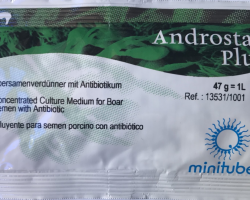 Androsta
Plu
47 g = 1L
Ref. : 13531/1001
ersamenverdünner mit Antibiotikum
oncentrated Culture Medium for Boar
emen with Antibiotic
iluyente para semen porcino con antibiótico
minitube